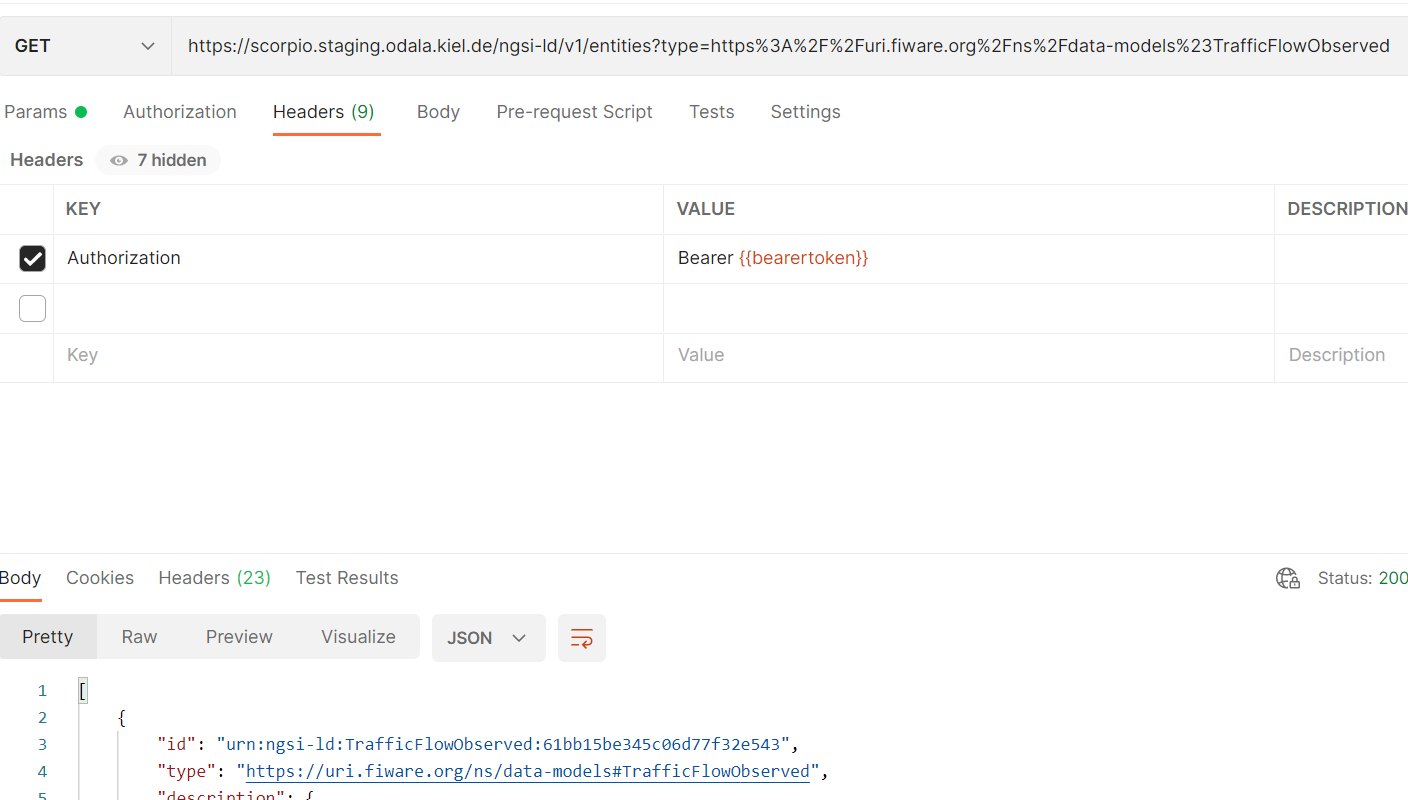 GET https://scorpio.staging.odala.kiel.de/ngsi-ld/v1/entities?type=https%3A%2F%2Furi.fiware.org%2Fns%2Fdata-models%23TrafficFlowObserved
Params Authorization Headers (9) Body Pre-request Script Tests Settings
Headers 7 hidden
KEY VALUE DESCRIPTION
Authorization Bearer {{bearertoken}}
Key Value Description
Body Cookies Headers (23) Test Results Status: 200
Pretty Raw Preview Visualize JSON
1 [
2 {
3 "id": "urn:ngsi-ld:TrafficFlowObserved:61bb15be345c06d77f32e543",
4 "type": "https://uri.fiware.org/ns/data-models#TrafficFlowObserved",
5 "description": {